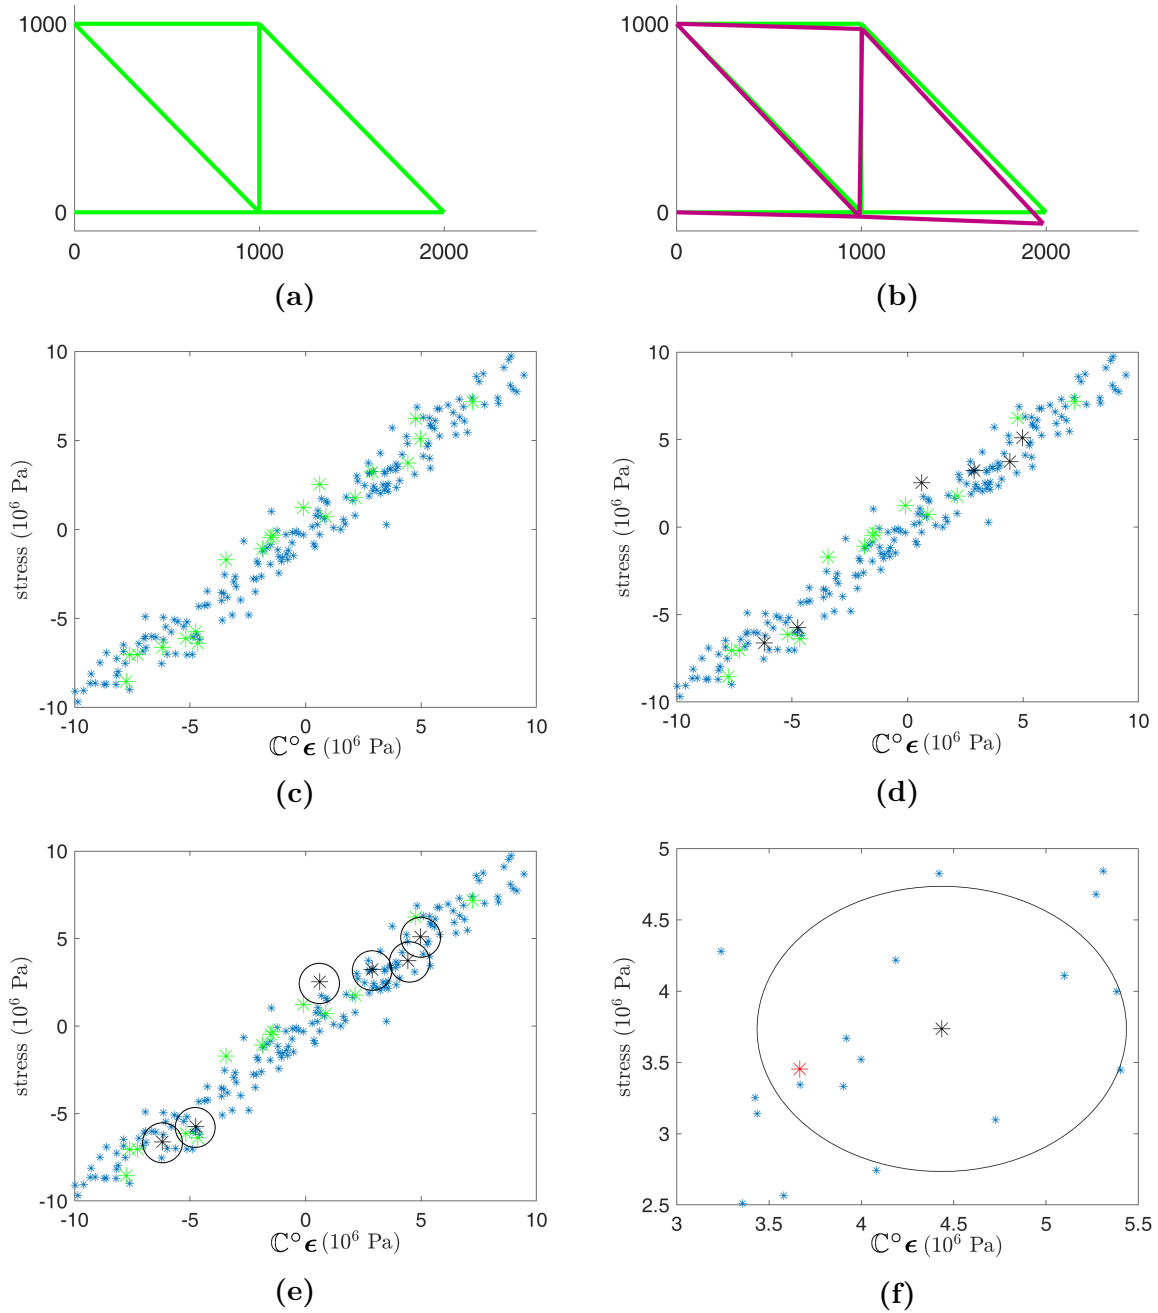 1000
0
0 1000 2000
(a)
1000
0
0 1000 2000
(b)
10
5
0
-5
-10
stress (10⁶ Pa)
-10 -5 0 5 10
ℂ°ϵ (10⁶ Pa)
(c)
10
5
0
-5
-10
stress (10⁶ Pa)
-10 -5 0 5 10
ℂ°ϵ (10⁶ Pa)
(d)
10
5
0
-5
-10
stress (10⁶ Pa)
-10 -5 0 5 10
ℂ°ϵ (10⁶ Pa)
(e)
5
4.5
4
3.5
3
2.5
stress (10⁶ Pa)
3 3.5 4 4.5 5 5.5
ℂ°ϵ (10⁶ Pa)
(f)